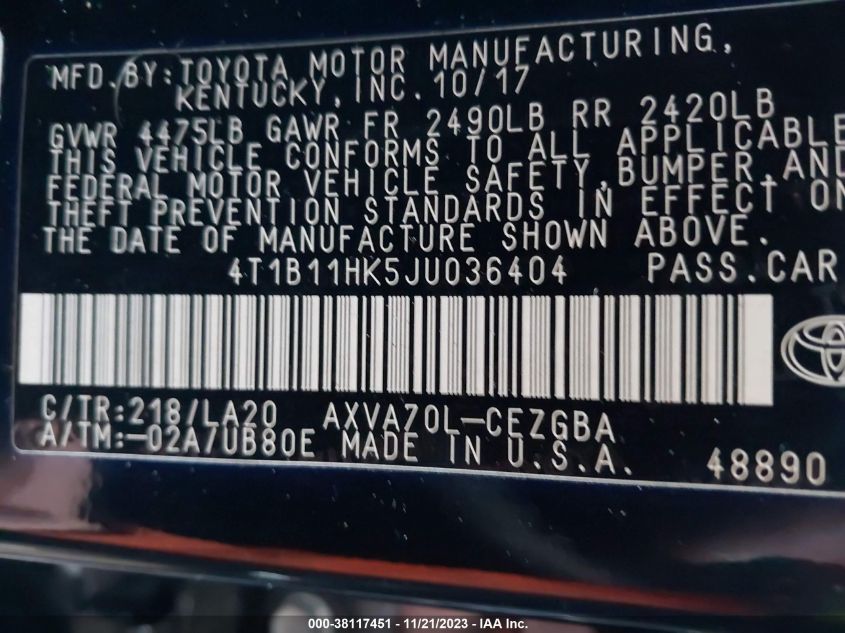 MFD. BY: TOYOTA MOTOR MANUFACTURING,
KENTUCKY, INC. 10/17
GVWR 4475LB GAWR FR 2490LB RR 2420LB
THIS VEHICLE CONFORMS TO ALL APPLICABLE
FEDERAL MOTOR VEHICLE SAFETY, BUMPER, AND
THEFT PREVENTION STANDARDS IN EFFECT ON
THE DATE OF MANUFACTURE SHOWN ABOVE.
4T1B11HK5JU036404 PASS.CAR
C/TR:218/LA20 AXVA70L-CEZGBA
A/TM:-02A/UB80E MADE IN U.S.A. 48890
000-38117451 - 11/21/2023 - IAA Inc.